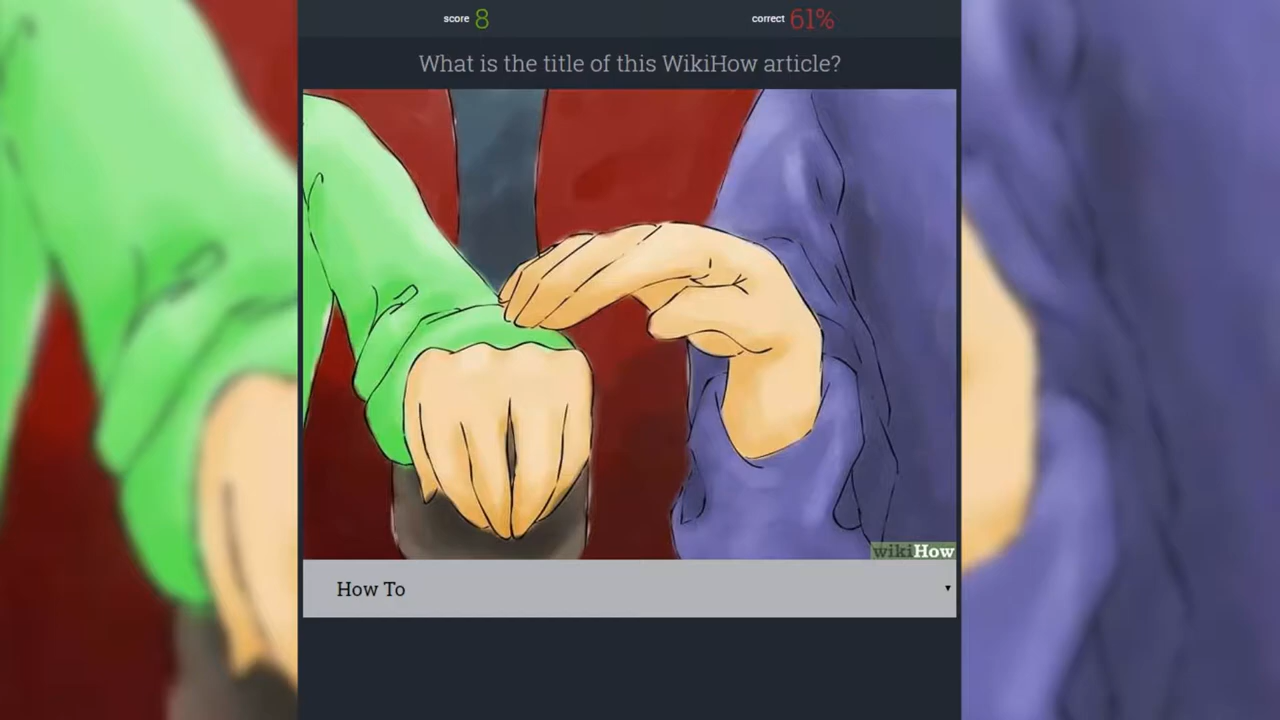 score 8 correct 61%
What is the title of this WikiHow article?
wikiHow
How To